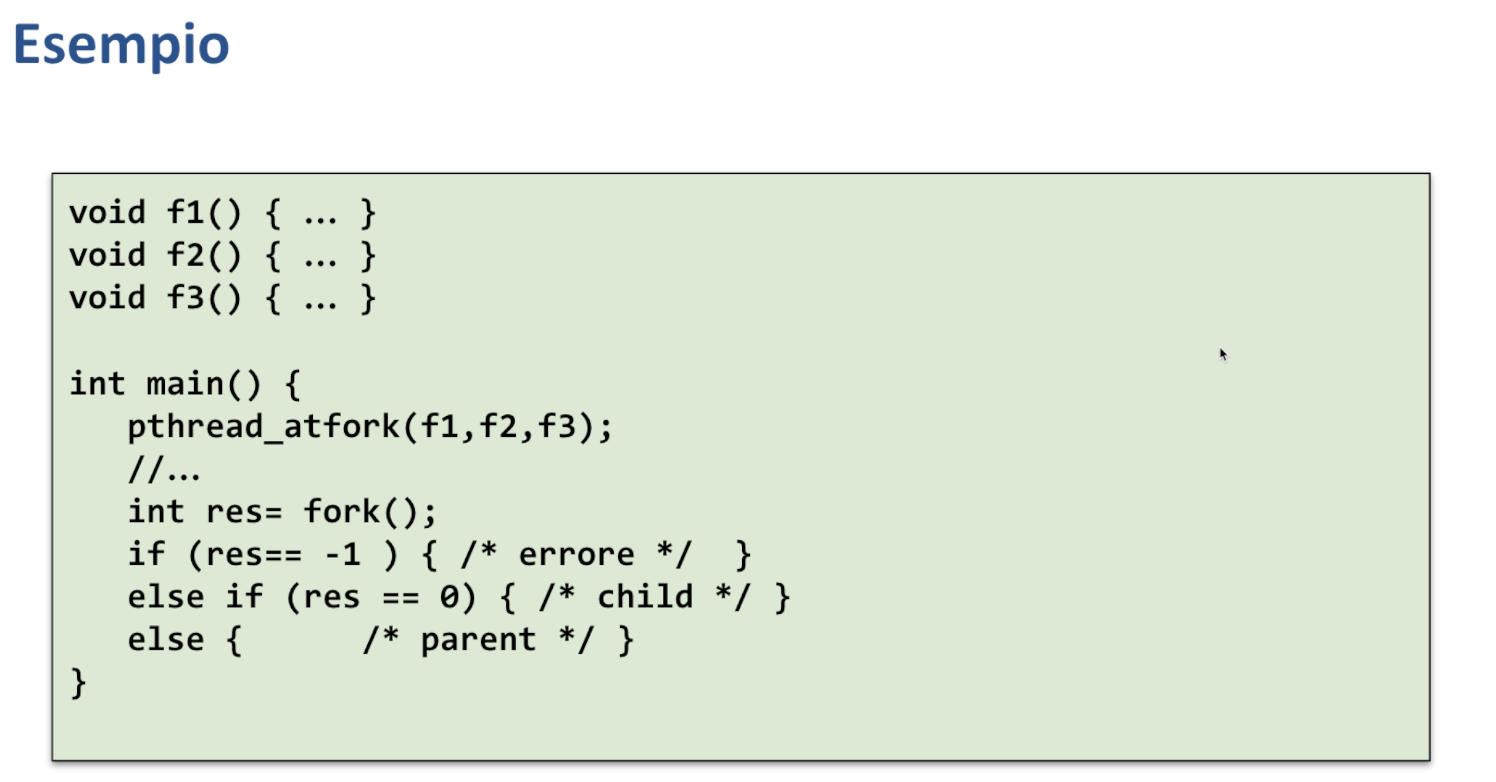 Esempio
void f1() { … }
void f2() { … }
void f3() { … }
int main() {
pthread_atfork(f1,f2,f3);
//…
int res= fork();
if (res== -1 ) { /* errore */  }
else if (res == 0) { /* child */ }
else {      /* parent */ }
}